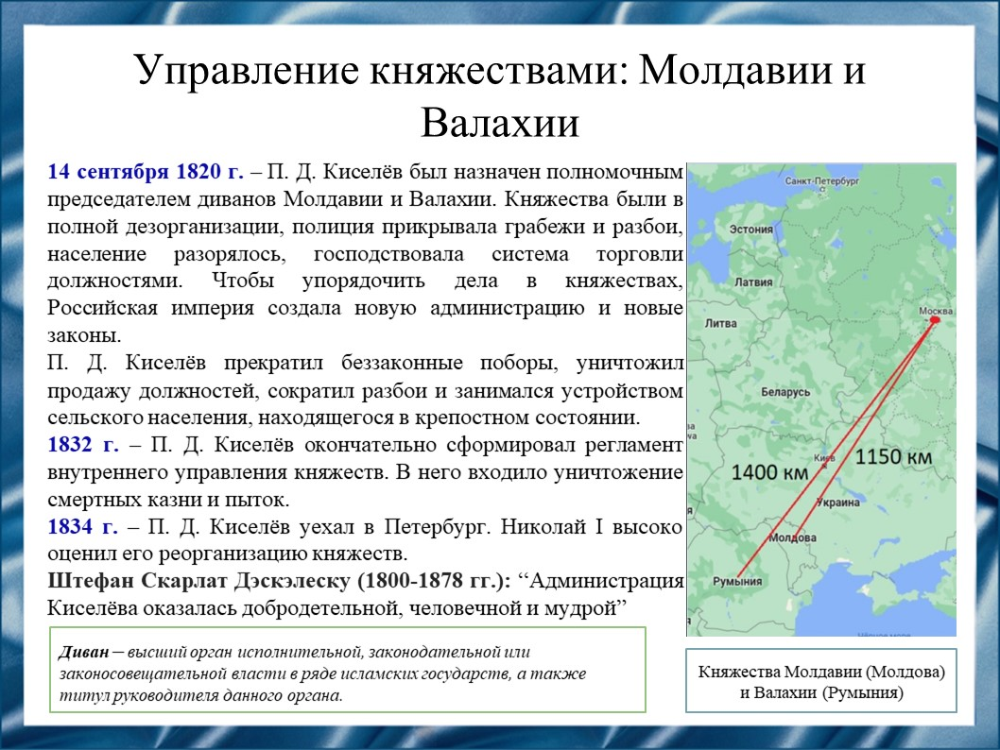 Управление княжествами: Молдавии и
Валахии
14 сентября 1820 г. – П. Д. Киселёв был назначен полномочным
председателем диванов Молдавии и Валахии. Княжества были в
полной дезорганизации, полиция прикрывала грабежи и разбои,
население разорялось, господствовала система торговли
должностями. Чтобы упорядочить дела в княжествах,
Российская империя создала новую администрацию и новые
законы.
П. Д. Киселёв прекратил беззаконные поборы, уничтожил
продажу должностей, сократил разбои и занимался устройством
сельского населения, находящегося в крепостном состоянии.
1832 г. – П. Д. Киселёв окончательно сформировал регламент
внутреннего управления княжеств. В него входило уничтожение
смертных казни и пыток.
1834 г. – П. Д. Киселёв уехал в Петербург. Николай I высоко
оценил его реорганизацию княжеств.
Штефан Скарлат Дэскэлеску (1800-1878 гг.): “Администрация
Киселёва оказалась добродетельной, человечной и мудрой”
Диван – высший орган исполнительной, законодательной или
законосовещательной власти в ряде исламских государств, а также
титул руководителя данного органа.
Санкт-Петербург
Эстония
Латвия
Москва
Литва
Беларусь
Киев
1150 км
1400 км
Украина
Молдова
Румыния
Чёрное море
Княжества Молдавии (Молдова)
и Валахии (Румыния)